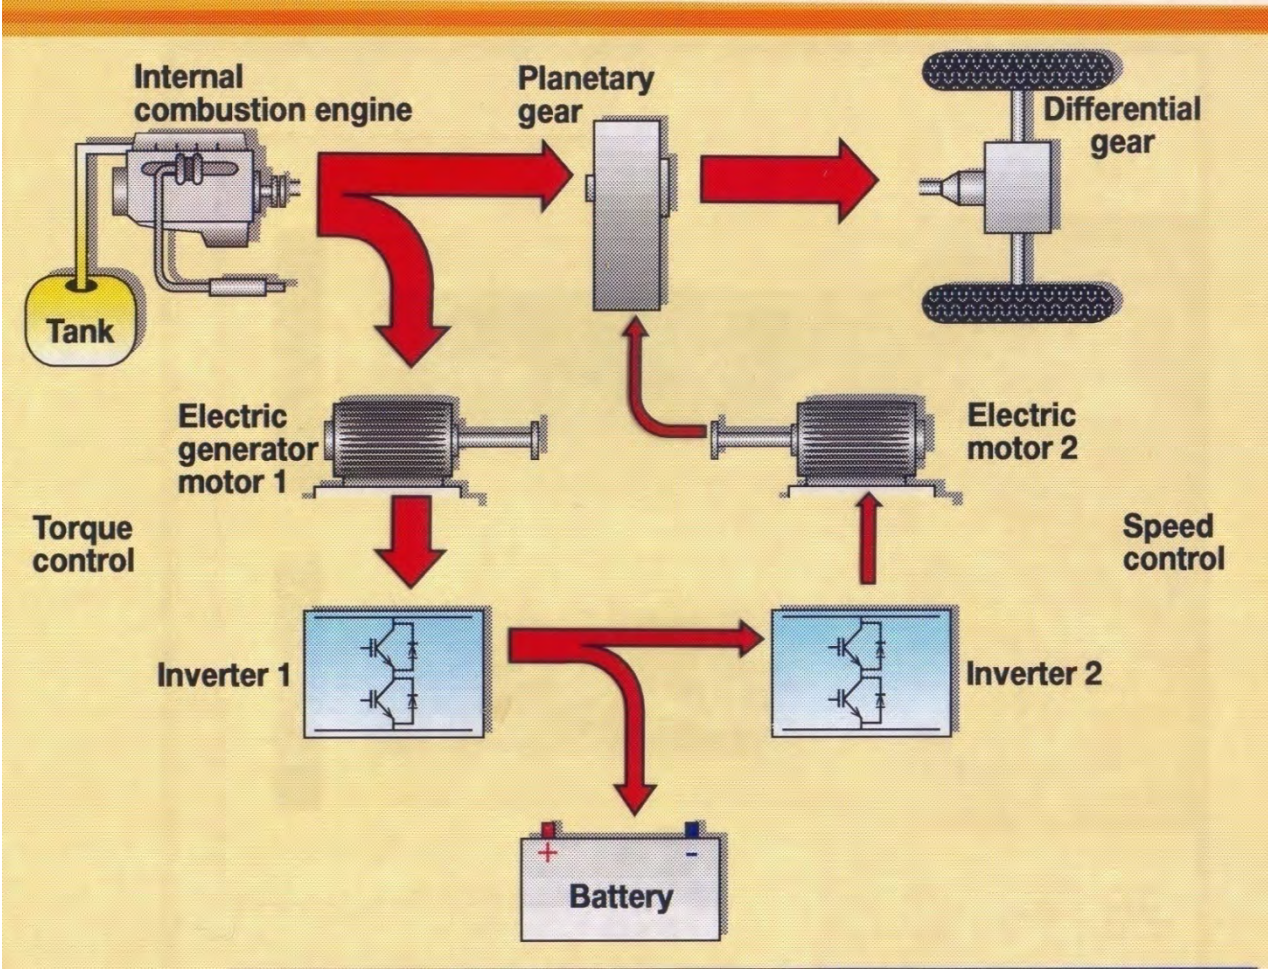 Internal
combustion engine
Planetary
gear
Differential
gear
Tank
Electric
generator
motor 1
Electric
motor 2
Torque
control
Speed
control
Inverter 1
Inverter 2
+
-
Battery